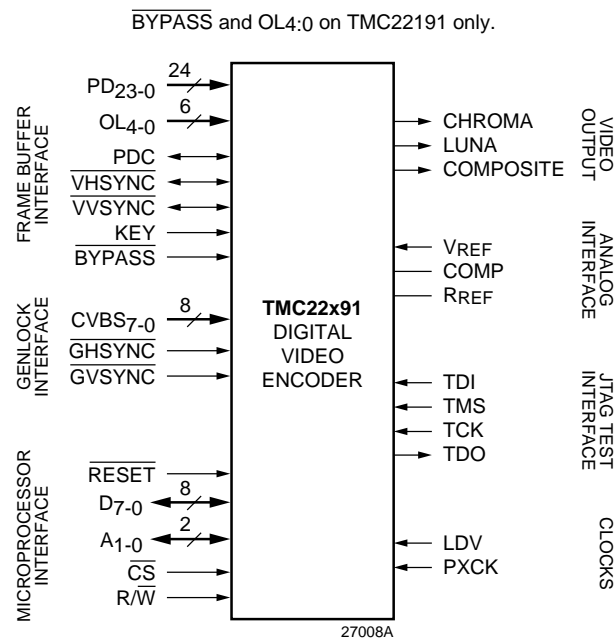 BYPASS and OL4:0 on TMC22191 only.
FRAME BUFFER
INTERFACE
PD23-0
24
OL4-0
6
PDC
VHSYNC
VVSYNC
KEY
BYPASS
GENLOCK
INTERFACE
CVBS7-0
8
GHSYNC
GVSYNC
MICROPROCESSOR
INTERFACE
RESET
D7-0
8
A1-0
2
CS
R/W
TMC22x91
DIGITAL
VIDEO
ENCODER
CHROMA
LUNA
COMPOSITE
VIDEO
OUTPUT
VREF
COMP
RREF
ANALOG
INTERFACE
TDI
TMS
TCK
TDO
JTAG TEST
INTERFACE
LDV
PXCK
CLOCKS
27008A